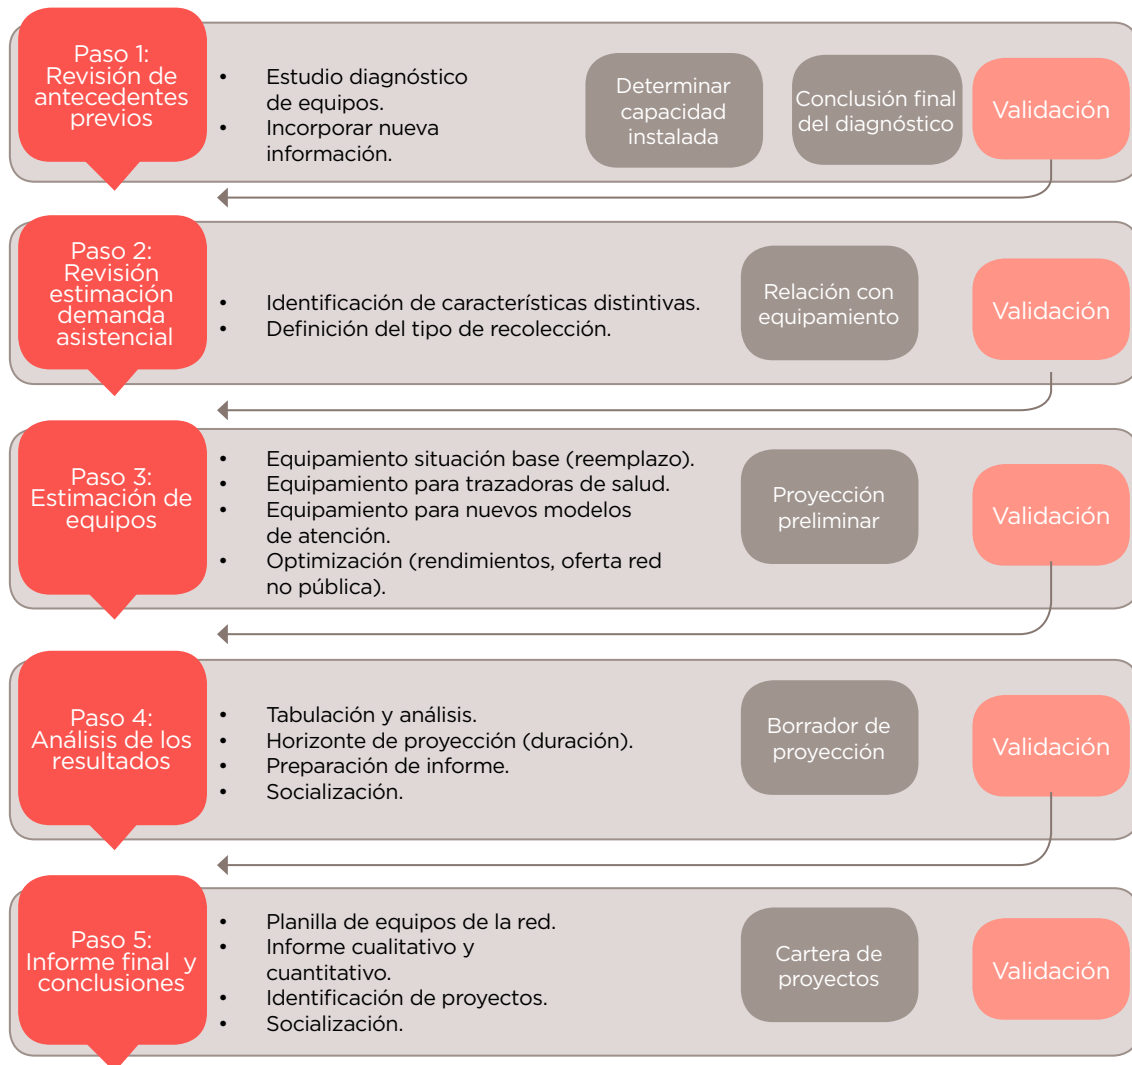 Paso 1:
Revisión de
antecedentes
previos
• Estudio diagnóstico
de equipos.
• Incorporar nueva
información.
Determinar
capacidad
instalada
Conclusión final
del diagnóstico
Validación
Paso 2:
Revisión
estimación
demanda
asistencial
• Identificación de características distintivas.
• Definición del tipo de recolección.
Relación con
equipamiento
Validación
Paso 3:
Estimación de
equipos
• Equipamiento situación base (reemplazo).
• Equipamiento para trazadoras de salud.
• Equipamiento para nuevos modelos
de atención.
• Optimización (rendimientos, oferta red
no pública).
Proyección
preliminar
Validación
Paso 4:
Análisis de los
resultados
• Tabulación y análisis.
• Horizonte de proyección (duración).
• Preparación de informe.
• Socialización.
Borrador de
proyección
Validación
Paso 5:
Informe final y
conclusiones
• Planilla de equipos de la red.
• Informe cualitativo y
cuantitativo.
• Identificación de proyectos.
• Socialización.
Cartera de
proyectos
Validación